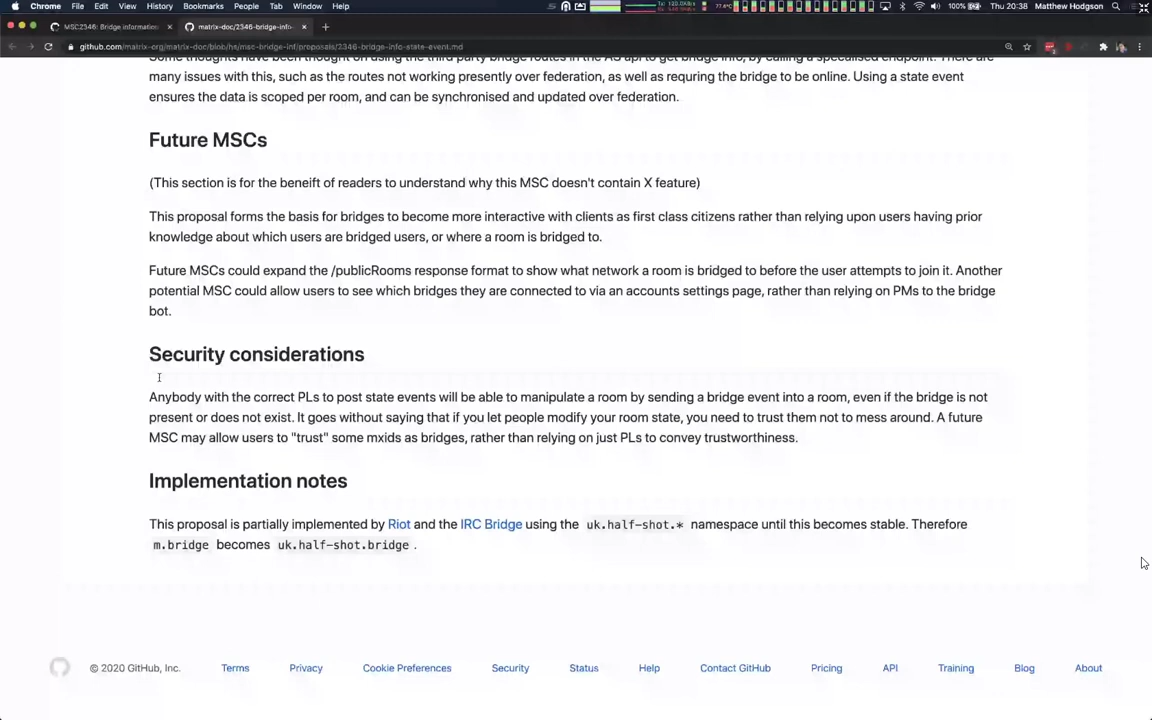 Chrome File Edit View History Bookmarks People Tab Window Help 100% Thu 20:38 Matthew Hodgson
MSC2346: Bridge information matrix-doc/2346-bridge-info-
github.com/matrix-org/matrix-doc/blob/hs/msc-bridge-inf/proposals/2346-bridge-info-state-event.md
Some thoughts have been thought on using the third party bridge routes in the AS api to get bridge info, by calling a specialised endpoint. There are
many issues with this, such as the routes not working presently over federation, as well as requring the bridge to be online. Using a state event
ensures the data is scoped per room, and can be synchronised and updated over federation.
Future MSCs
(This section is for the beneift of readers to understand why this MSC doesn't contain X feature)
This proposal forms the basis for bridges to become more interactive with clients as first class citizens rather than relying upon users having prior
knowledge about which users are bridged users, or where a room is bridged to.
Future MSCs could expand the /publicRooms response format to show what network a room is bridged to before the user attempts to join it. Another
potential MSC could allow users to see which bridges they are connected to via an accounts settings page, rather than relying on PMs to the bridge
bot.
Security considerations
Anybody with the correct PLs to post state events will be able to manipulate a room by sending a bridge event into a room, even if the bridge is not
present or does not exist. It goes without saying that if you let people modify your room state, you need to trust them not to mess around. A future
MSC may allow users to "trust" some mxids as bridges, rather than relying on just PLs to convey trustworthiness.
Implementation notes
This proposal is partially implemented by Riot and the IRC Bridge using the uk.half-shot.* namespace until this becomes stable. Therefore
m.bridge becomes uk.half-shot.bridge .
© 2020 GitHub, Inc. Terms Privacy Cookie Preferences Security Status Help Contact GitHub Pricing API Training Blog About